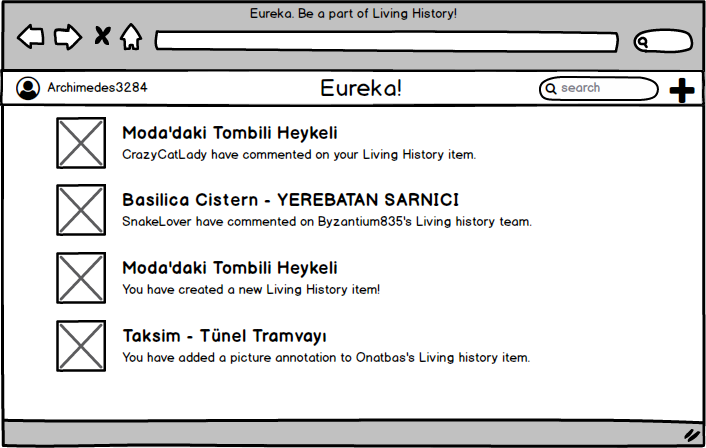 Eureka. Be a part of Living History!
Archimedes3284
Eureka!
search
Moda'daki Tombili Heykeli
CrazyCatLady have commented on your Living History item.
Basilica Cistern - YEREBATAN SARNICI
SnakeLover have commented on Byzantium835's Living history team.
Moda'daki Tombili Heykeli
You have created a new Living History item!
Taksim - Tünel Tramvayı
You have added a picture annotation to Onatbas's Living history item.